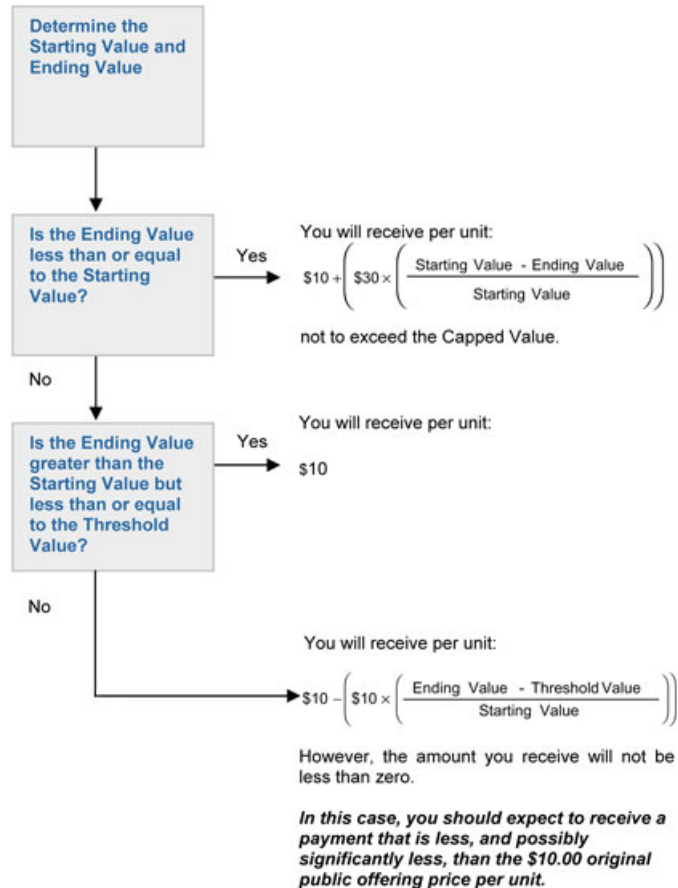 Determine the
Starting Value and
Ending Value
Is the Ending Value
less than or equal
to the Starting
Value?
Yes
You will receive per unit:
$10 + ( $30 × ( Starting Value - Ending Value
Starting Value ) )
not to exceed the Capped Value.
No
Is the Ending Value
greater than the
Starting Value but
less than or equal
to the Threshold
Value?
Yes
You will receive per unit:
$10
No
You will receive per unit:
$10 – ( $10 × ( Ending Value - Threshold Value
Starting Value ) )
However, the amount you receive will not be
less than zero.
In this case, you should expect to receive a
payment that is less, and possibly
significantly less, than the $10.00 original
public offering price per unit.